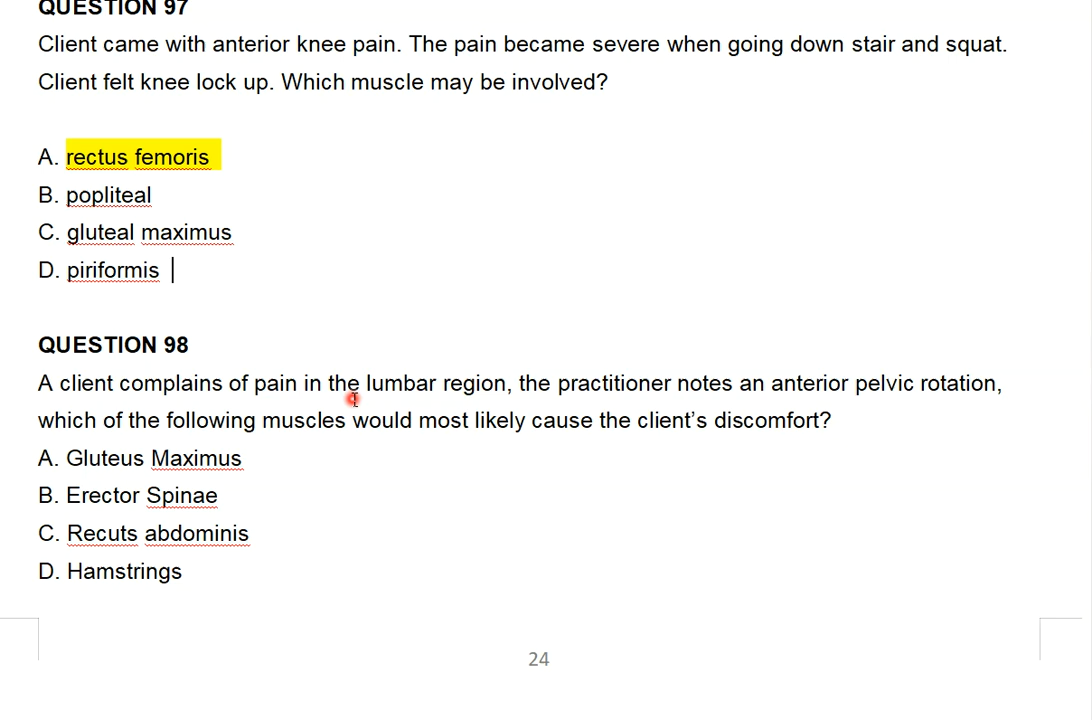 QUESTION 97
Client came with anterior knee pain. The pain became severe when going down stair and squat.
Client felt knee lock up. Which muscle may be involved?
A. rectus femoris
B. popliteal
C. gluteal maximus
D. piriformis
QUESTION 98
A client complains of pain in the lumbar region, the practitioner notes an anterior pelvic rotation,
which of the following muscles would most likely cause the client’s discomfort?
A. Gluteus Maximus
B. Erector Spinae
C. Recuts abdominis
D. Hamstrings
24